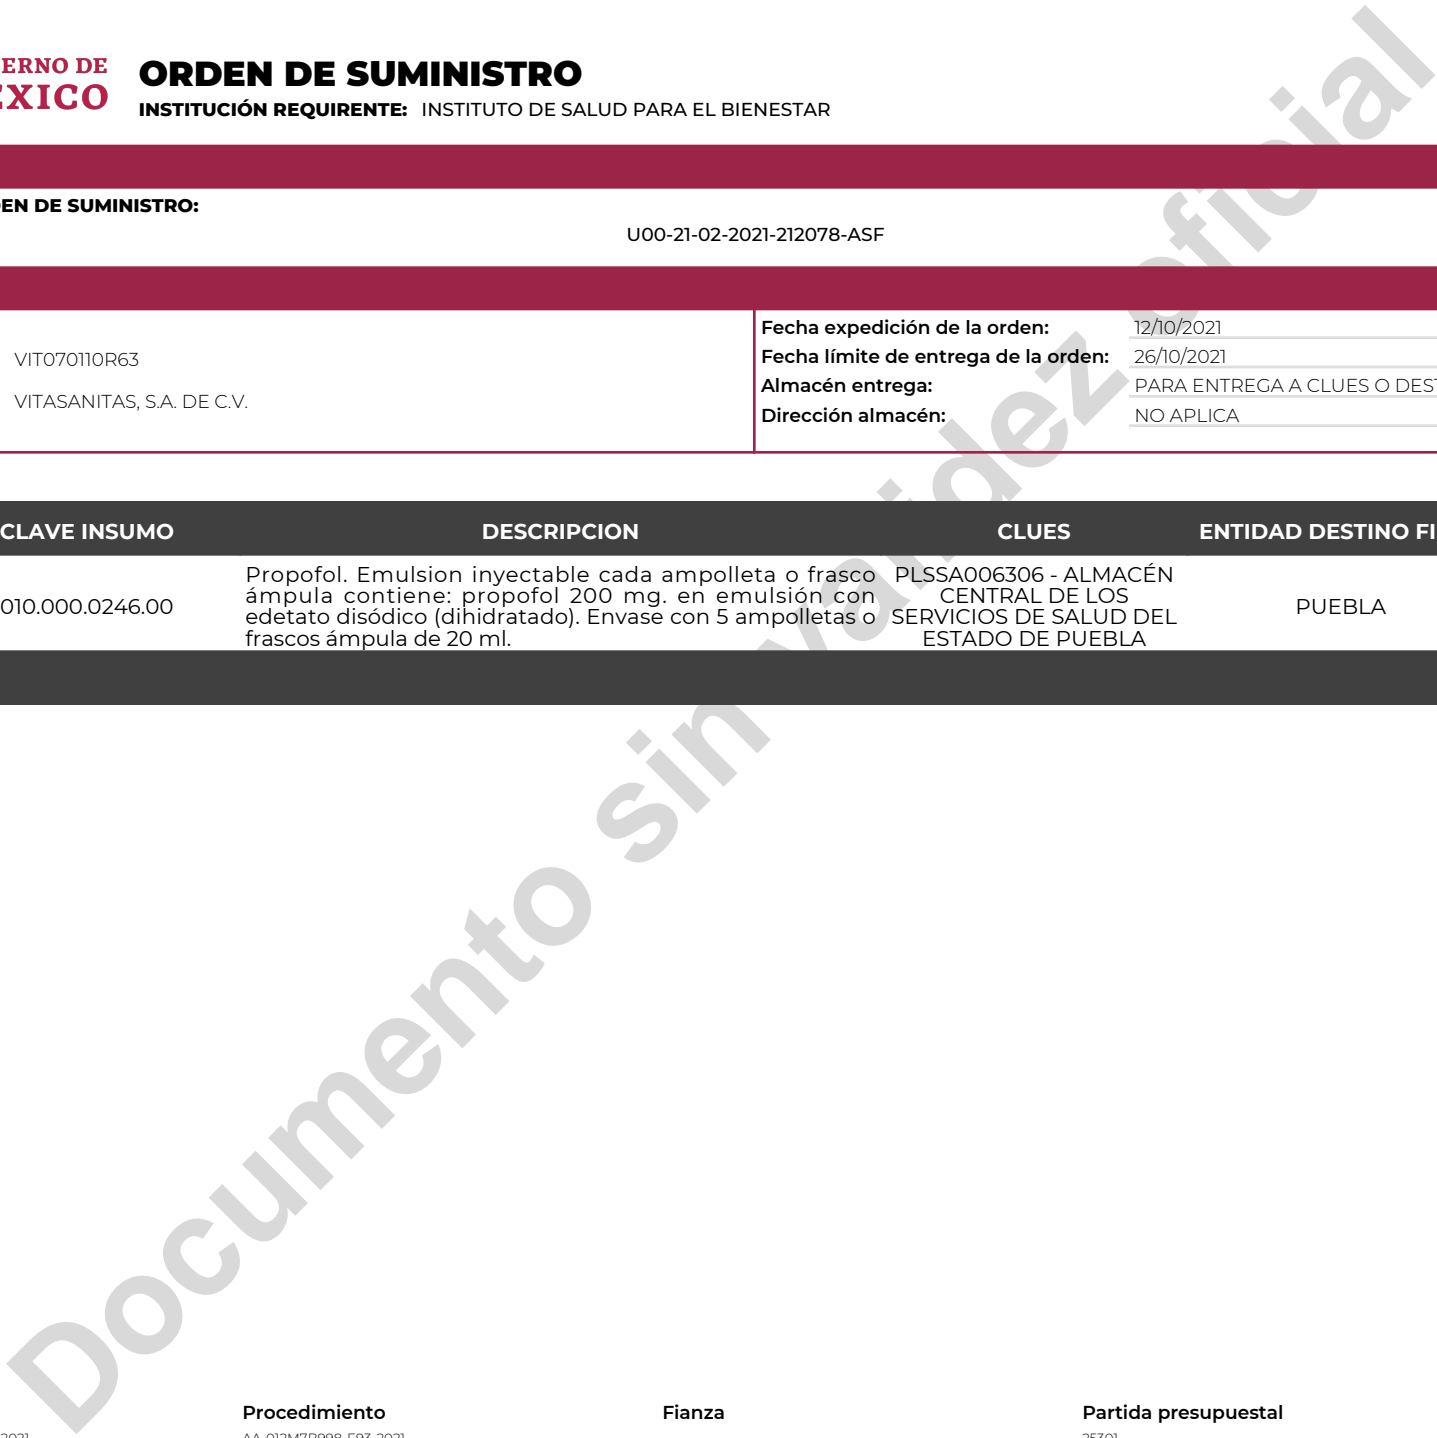 ERNO DE
ÉXICO
ORDEN DE SUMINISTRO
INSTITUCIÓN REQUIRENTE: INSTITUTO DE SALUD PARA EL BIENESTAR
EN DE SUMINISTRO:
U00-21-02-2021-212078-ASF
VIT070110R63
VITASANITAS, S.A. DE C.V.
Fecha expedición de la orden: 12/10/2021
Fecha límite de entrega de la orden: 26/10/2021
Almacén entrega: PARA ENTREGA A CLUES O DEST
Dirección almacén: NO APLICA
CLAVE INSUMO DESCRIPCION CLUES ENTIDAD DESTINO FI
010.000.0246.00
Propofol. Emulsion inyectable cada ampolleta o frasco
ámpula contiene: propofol 200 mg. en emulsión con
edetato disódico (dihidratado). Envase con 5 ampolletas o
frascos ámpula de 20 ml.
PLSSA006306 - ALMACÉN
CENTRAL DE LOS
SERVICIOS DE SALUD DEL
ESTADO DE PUEBLA
PUEBLA
Documento sin validez oficial
Procedimiento Fianza Partida presupuestal